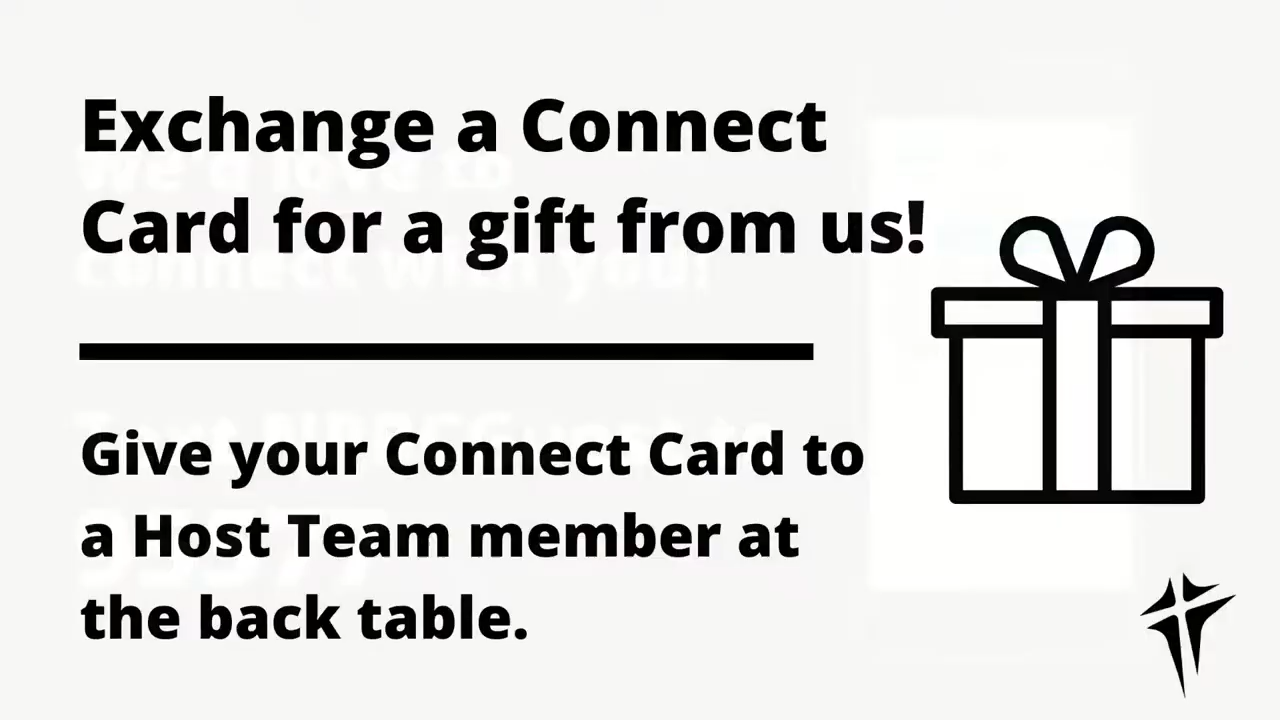 Exchange a Connect
Card for a gift from us!
Give your Connect Card to
a Host Team member at
the back table.